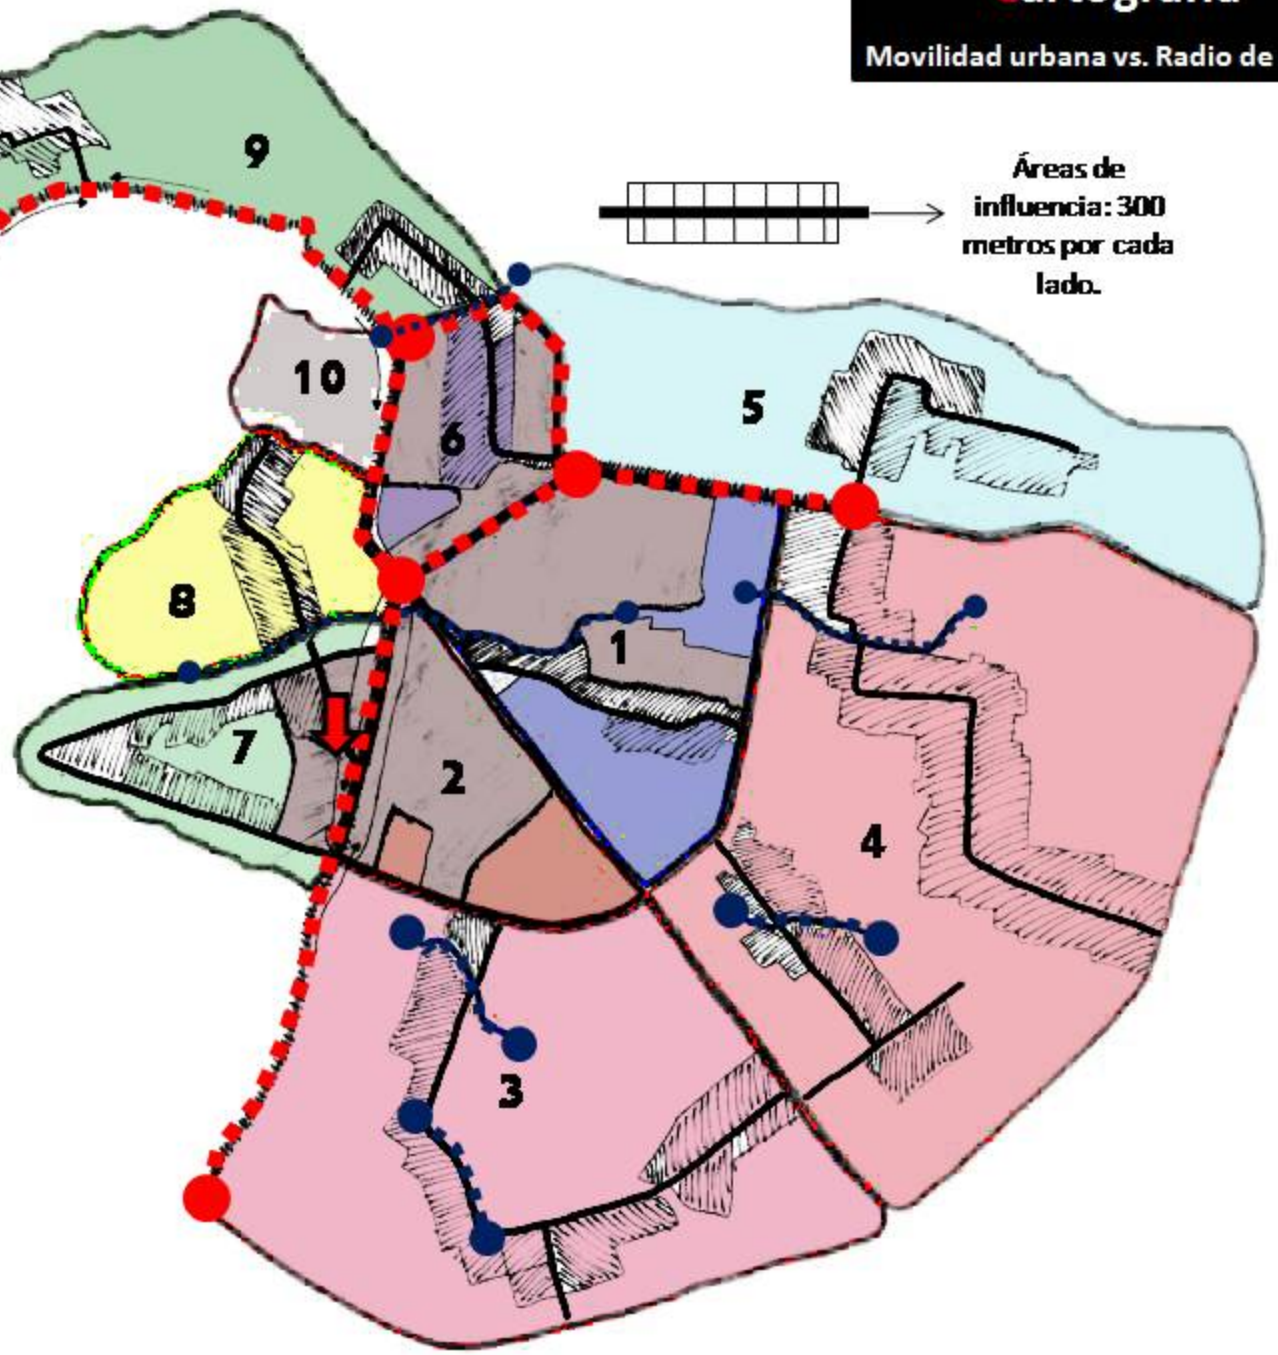 Movilidad urbana vs. Radio de
Áreas de
influencia: 300
metros por cada
lado.
9
10
5
6
8
1
7
2
4
3